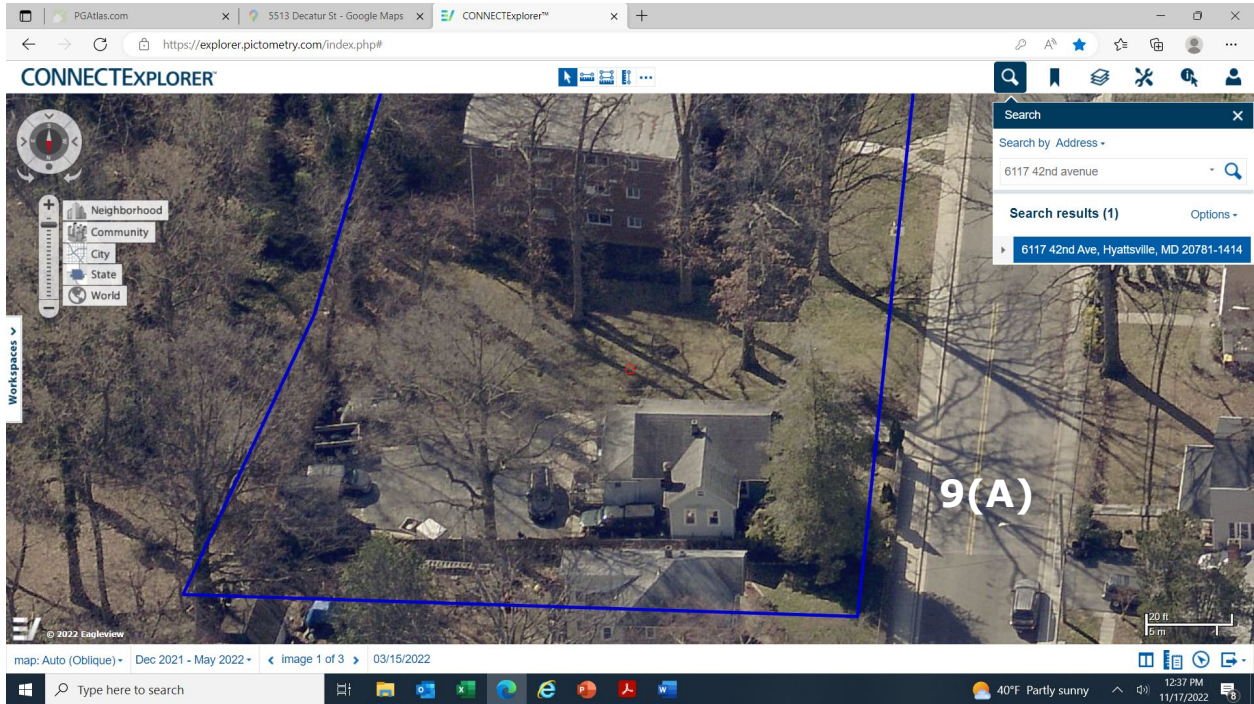 PGAtlas.com
5513 Decatur St - Google Maps
CONNECTExplorer™
https://explorer.pictometry.com/index.php#
CONNECTEXPLORER™
Search
Search by Address
6117 42nd avenue
Search results (1) Options
6117 42nd Ave, Hyattsville, MD 20781-1414
N
Neighborhood
Community
City
State
World
Workspaces
9(A)
20 ft
5 m
© 2022 Eagleview
map: Auto (Oblique) Dec 2021 - May 2022 image 1 of 3 03/15/2022
Type here to search
40°F Partly sunny
12:37 PM
11/17/2022
8